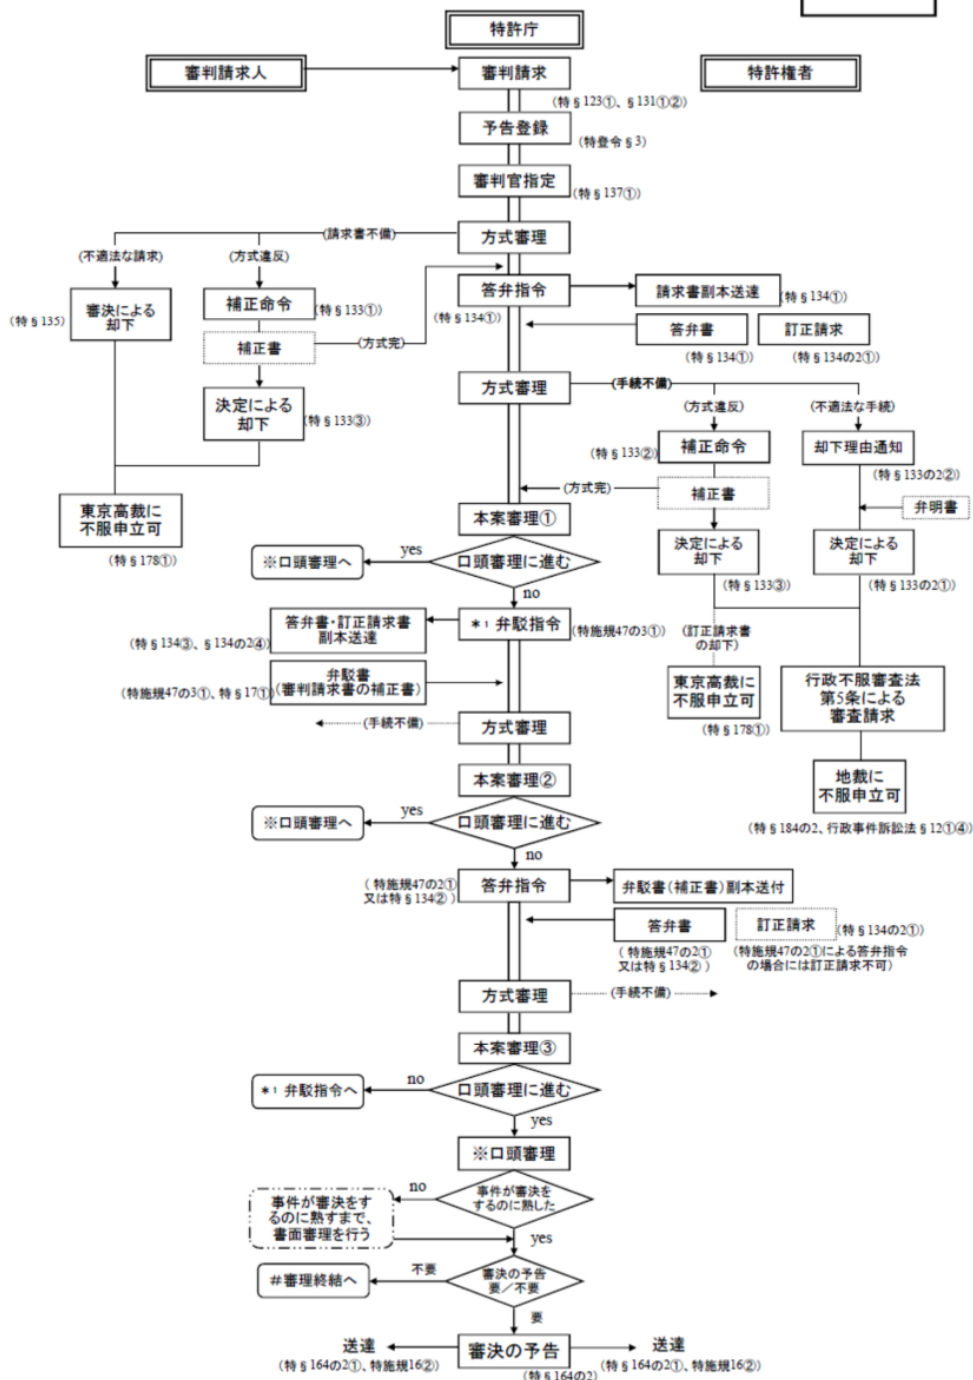 特許庁
審判請求人
審判請求
特許権者
(特§123①、§131①②)
予告登録
(特登令§3)
審判官指定
(特§137①)
(請求書不備)
方式審理
(不適法な請求)
(方式違反)
審決による
却下
(特§135)
補正命令
(特§133①)
補正書
(方式完)
決定による
却下
(特§133③)
東京高裁に
不服申立可
(特§178①)
答弁指令
(特§134①)
請求書副本送達
(特§134①)
答弁書
(特§134①)
訂正請求
(特§134の2①)
方式審理
(手続不備)
(方式違反)
(不適法な手続)
補正命令
(特§133②)
却下理由通知
(特§133の2②)
(方式完)
補正書
弁明書
決定による
却下
(特§133③)
決定による
却下
(特§133の2①)
本案審理①
口頭審理に進む
yes
※口頭審理へ
no
答弁書・訂正請求書
副本送達
(特§134③、§134の2④)
*1 弁駁指令
(特施規47の3①)
(訂正請求書
の却下)
弁駁書
(審判請求書の補正書)
(特施規47の3①、特§17①)
東京高裁に
不服申立可
(特§178①)
行政不服審査法
第5条による
審査請求
(手続不備)
方式審理
地裁に
不服申立可
(特§184の2、行政事件訴訟法§12①④)
本案審理②
口頭審理に進む
yes
※口頭審理へ
no
(特施規47の2①
又は特§134②)
答弁指令
弁駁書(補正書)副本送付
答弁書
(特施規47の2①
又は特§134②)
訂正請求
(特§134の2①)
(特施規47の2①による答弁指令
の場合には訂正請求不可)
方式審理
(手続不備)
本案審理③
口頭審理に進む
no
*1 弁駁指令へ
yes
※口頭審理
事件が審決を
するのに熟した
no
事件が審決をす
るのに熟すまで、
書面審理を行う
yes
審決の予告
要/不要
不要
#審理終結へ
要
審決の予告
(特§164の2)
送達
(特§164の2①、特施規16②)
送達
(特§164の2①、特施規16②)